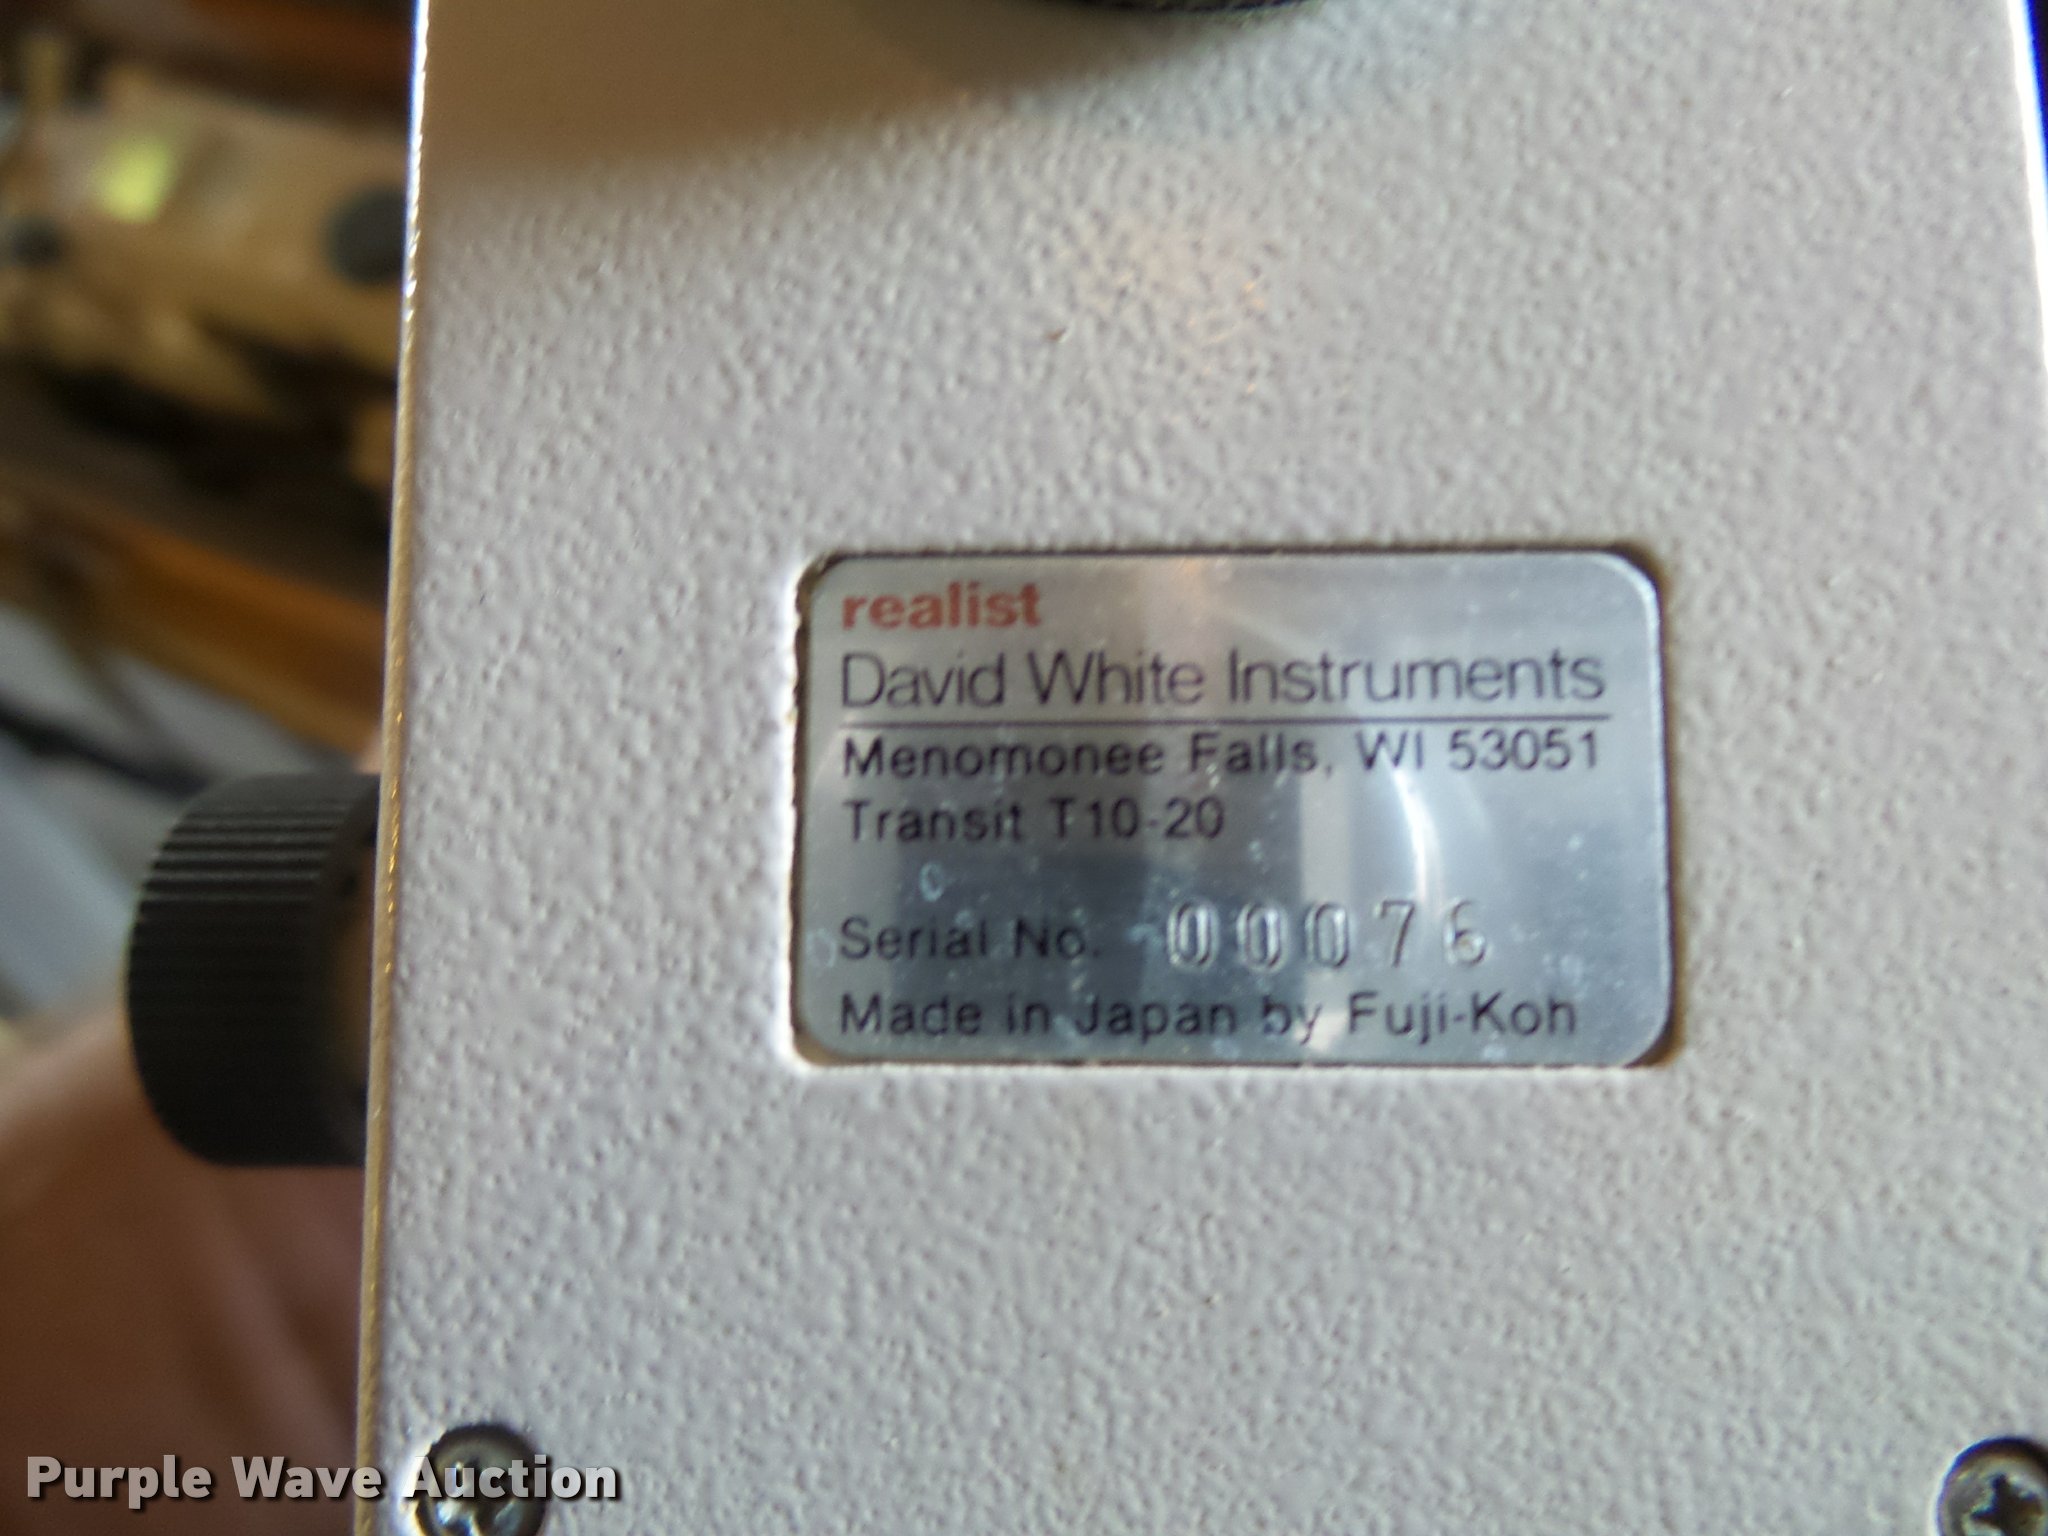 realist
David White Instruments
Menomonee Falls, WI 53051
Transit T10-20
Serial No. 00076
Made in Japan by Fuji-Koh
Purple Wave Auction